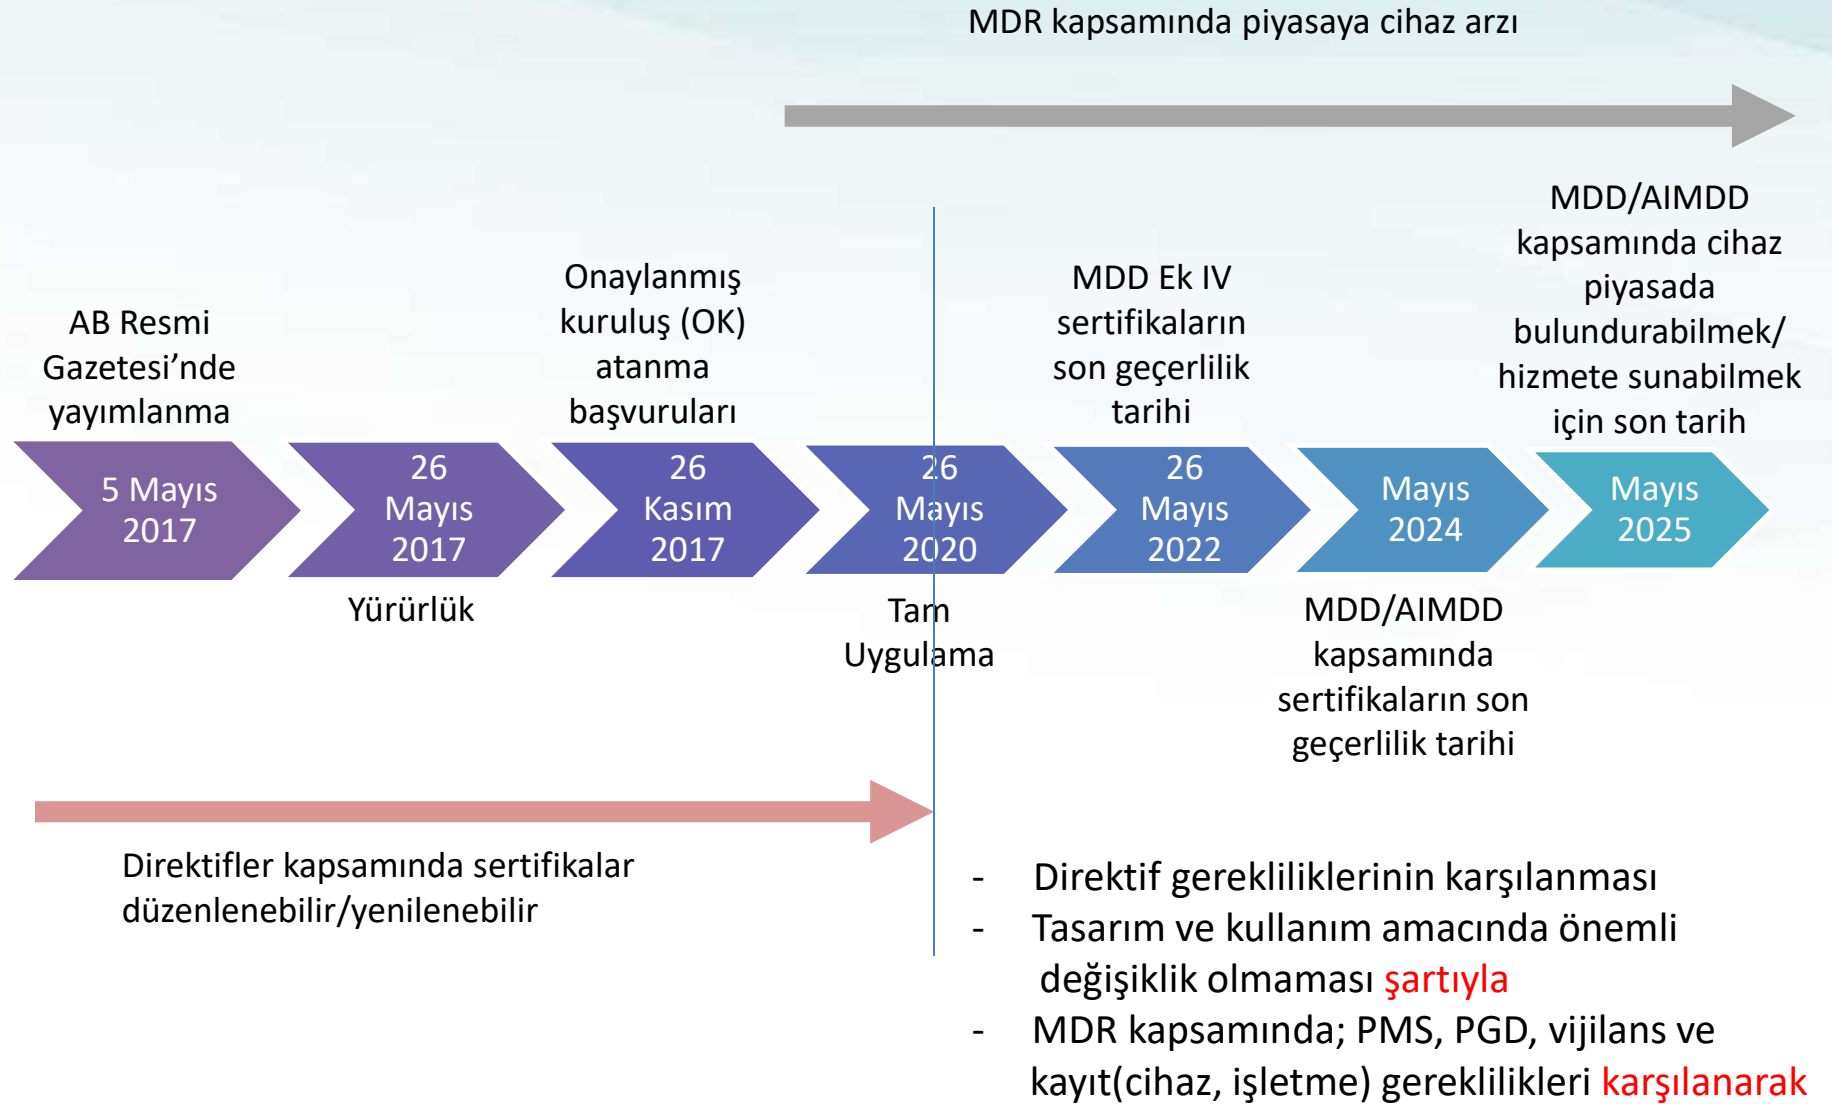 MDR kapsamında piyasaya cihaz arzı
AB Resmi
Gazetesi’nde
yayımlanma
5 Mayıs
2017
26
Mayıs
2017
Yürürlük
Onaylanmış
kuruluş (OK)
atanma
başvuruları
26
Kasım
2017
26
Mayıs
2020
Tam
Uygulama
MDD Ek IV
sertifikaların
son geçerlilik
tarihi
26
Mayıs
2022
Mayıs
2024
MDD/AIMDD
kapsamında
sertifikaların son
geçerlilik tarihi
MDD/AIMDD
kapsamında cihaz
piyasada
bulundurabilmek/
hizmete sunabilmek
için son tarih
Mayıs
2025
Direktifler kapsamında sertifikalar
düzenlenebilir/yenilenebilir
- Direktif gerekliliklerinin karşılanması
- Tasarım ve kullanım amacında önemli
değişiklik olmaması şartıyla
- MDR kapsamında; PMS, PGD, vijilans ve
kayıt(cihaz, işletme) gereklilikleri karşılanarak